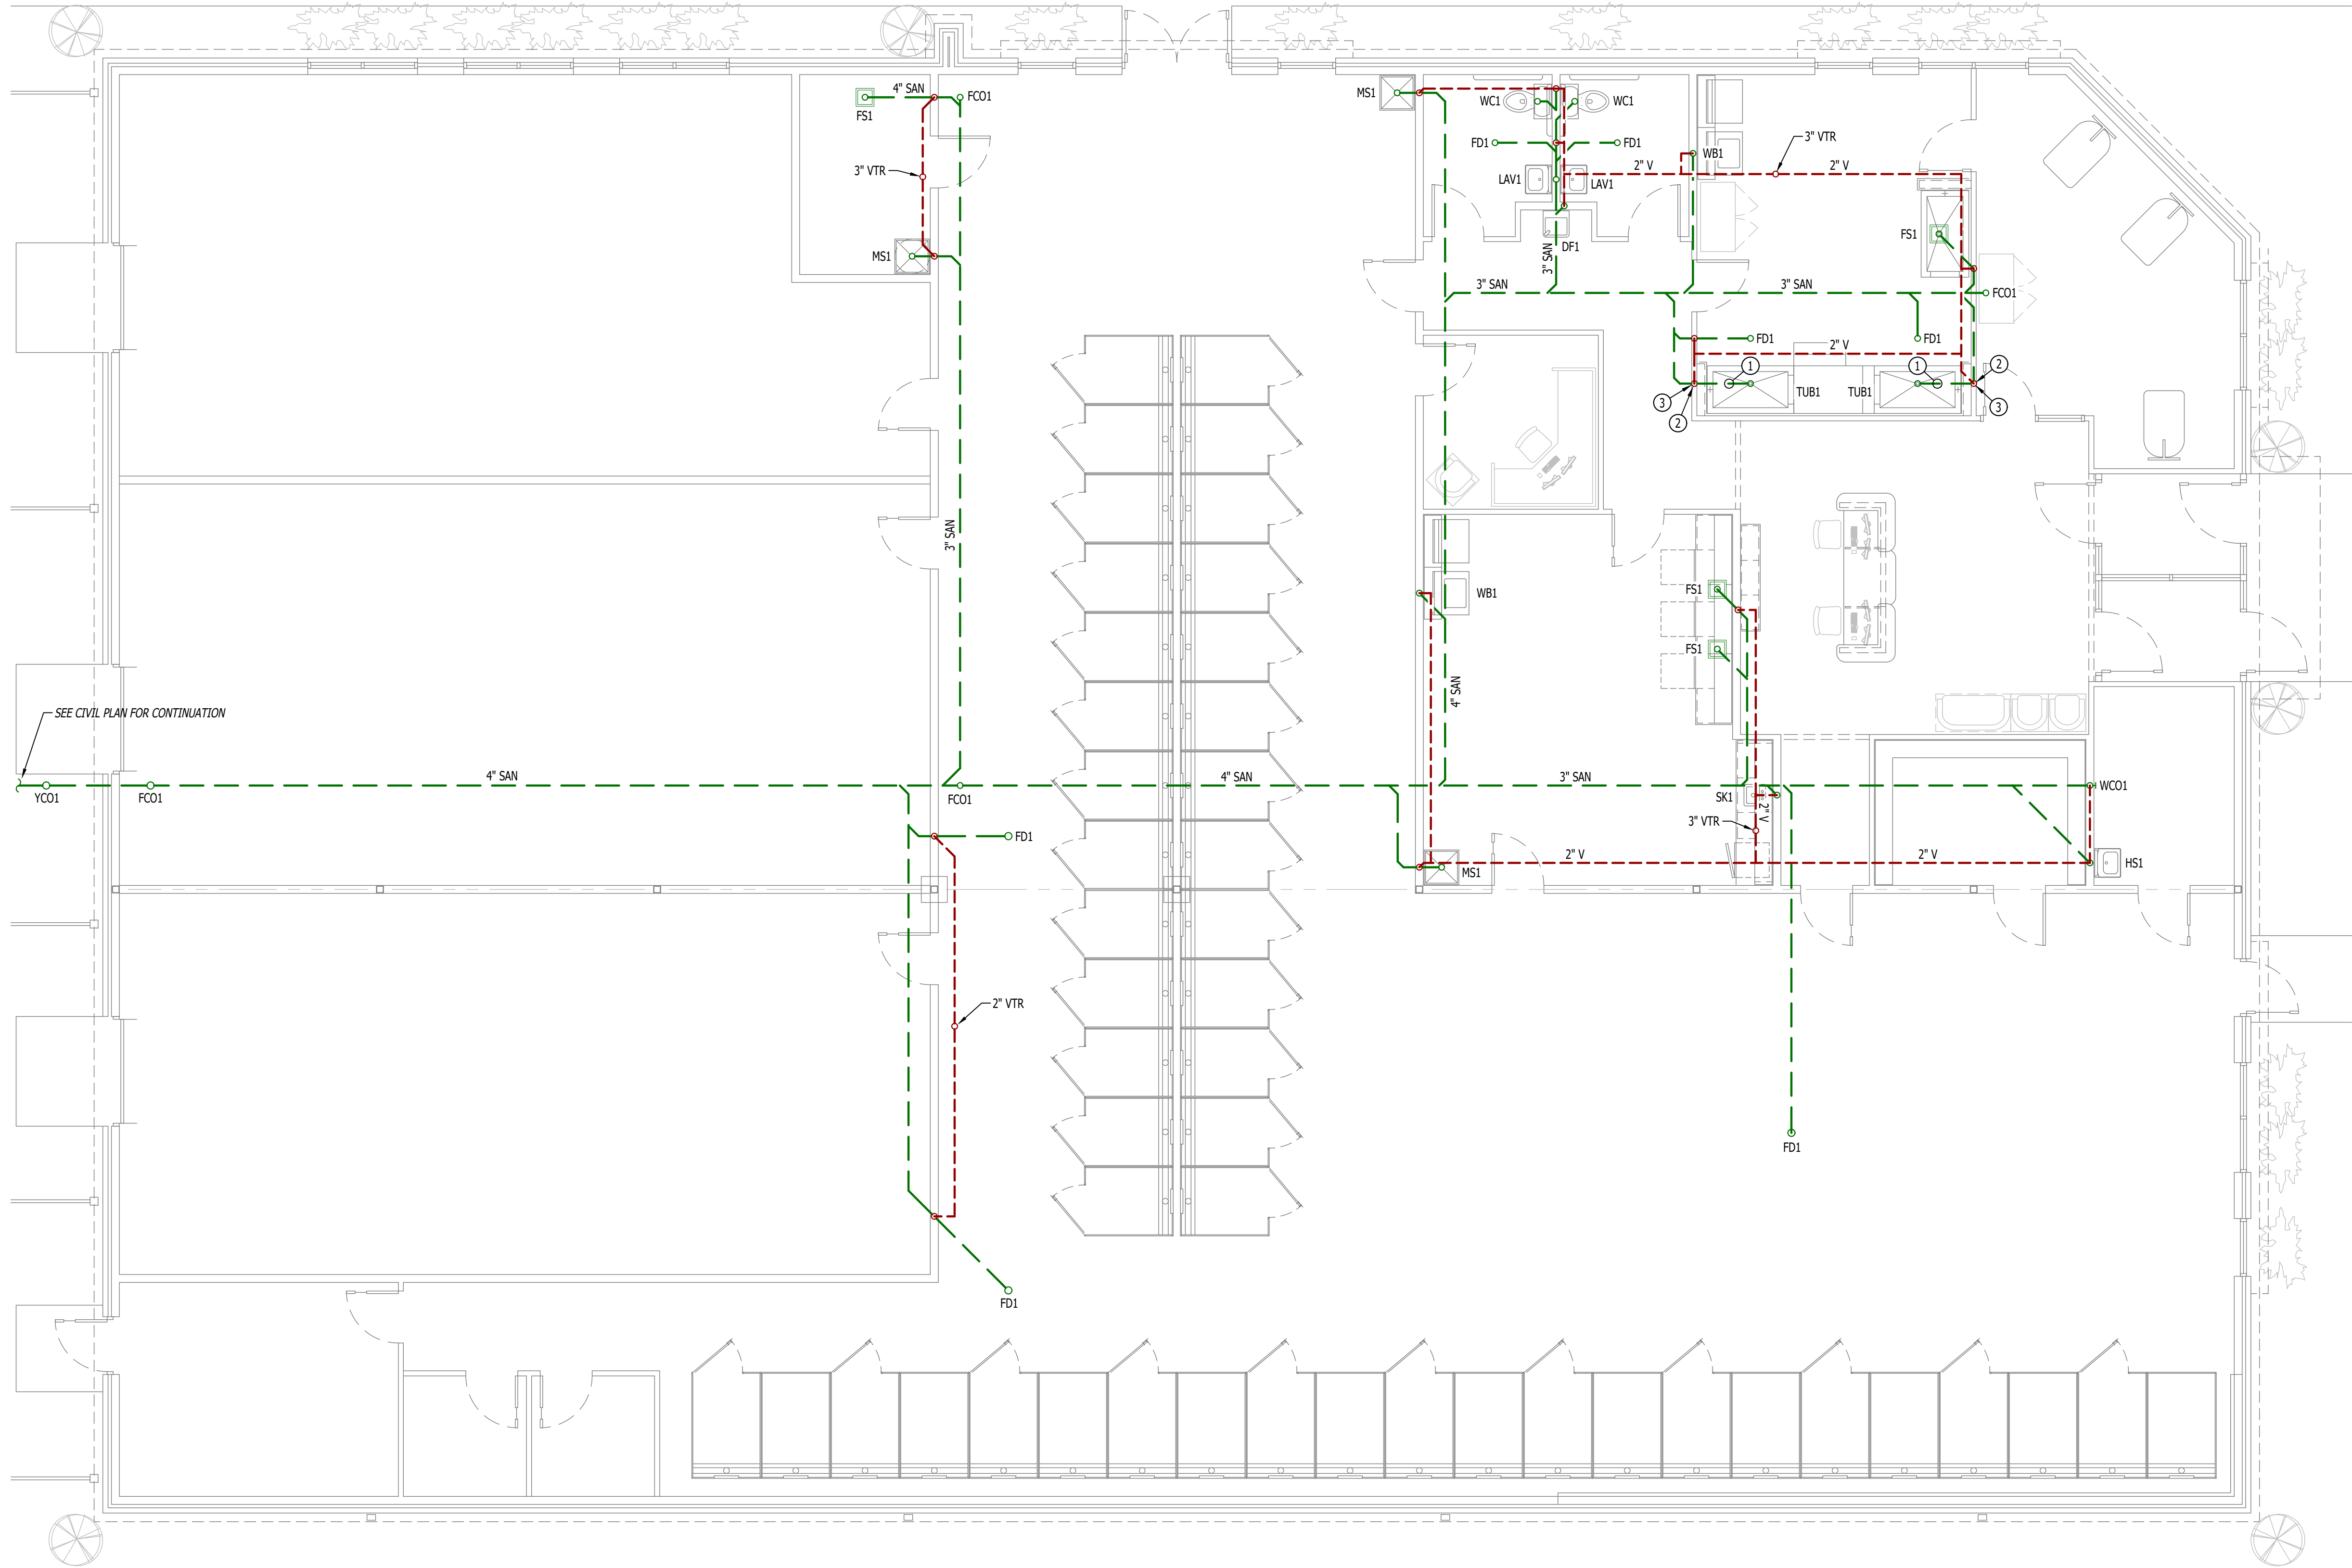 4" SAN
FCO1
FS1
3" VTR
MS1
MS1
WC1
WC1
FD1
FD1
LAV1
LAV1
DF1
3" SAN
2" V
WB1
3" VTR
2" V
FS1
3" SAN
3" SAN
FCO1
FD1
FD1
2" V
1
1
2
TUB1
TUB1
3
2
3
3" SAN
WB1
FS1
FS1
4" SAN
SEE CIVIL PLAN FOR CONTINUATION
4" SAN
4" SAN
3" SAN
YCO1
FCO1
FCO1
SK1
2" V
WCO1
3" VTR
FD1
2" V
2" V
HS1
MS1
2" VTR
FD1
FD1